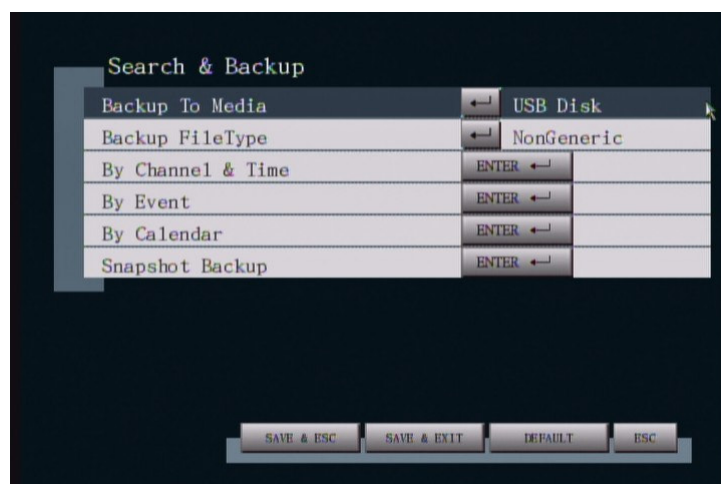 Search & Backup
Backup To Media USB Disk
Backup FileType NonGeneric
By Channel & Time ENTER
By Event ENTER
By Calendar ENTER
Snapshot Backup ENTER
SAVE & ESC SAVE & EXIT DEFAULT ESC